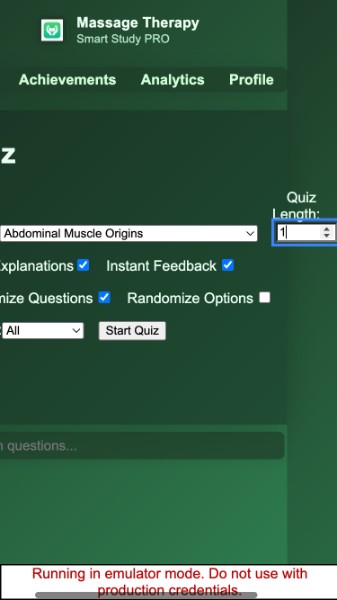 Massage Therapy
Smart Study PRO
Achievements Analytics Profile
z
Quiz
Length:
Abdominal Muscle Origins 1
xplanations Instant Feedback
mize Questions Randomize Options
All Start Quiz
questions...
Running in emulator mode. Do not use with
production credentials.